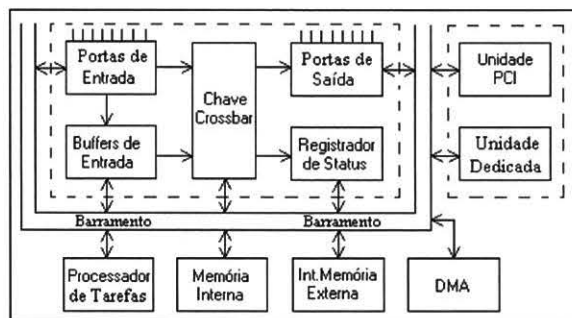 Portas de
Entrada
Chave
Crossbar
Portas de
Saída
Unidade
PCI
Buffers de
Entrada
Registrador
de Status
Unidade
Dedicada
Barramento
Barramento
Processador
de Tarefas
Memória
Interna
Int.Memória
Externa
DMA